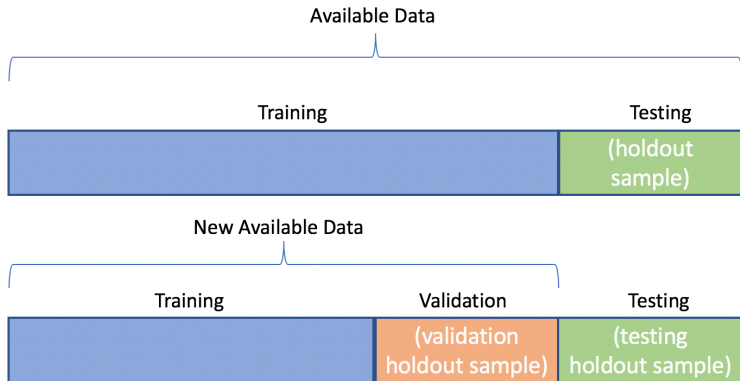 Available Data
Training
Testing
(holdout
sample)
New Available Data
Training
Validation
Testing
(validation
holdout sample)
(testing
holdout sample)